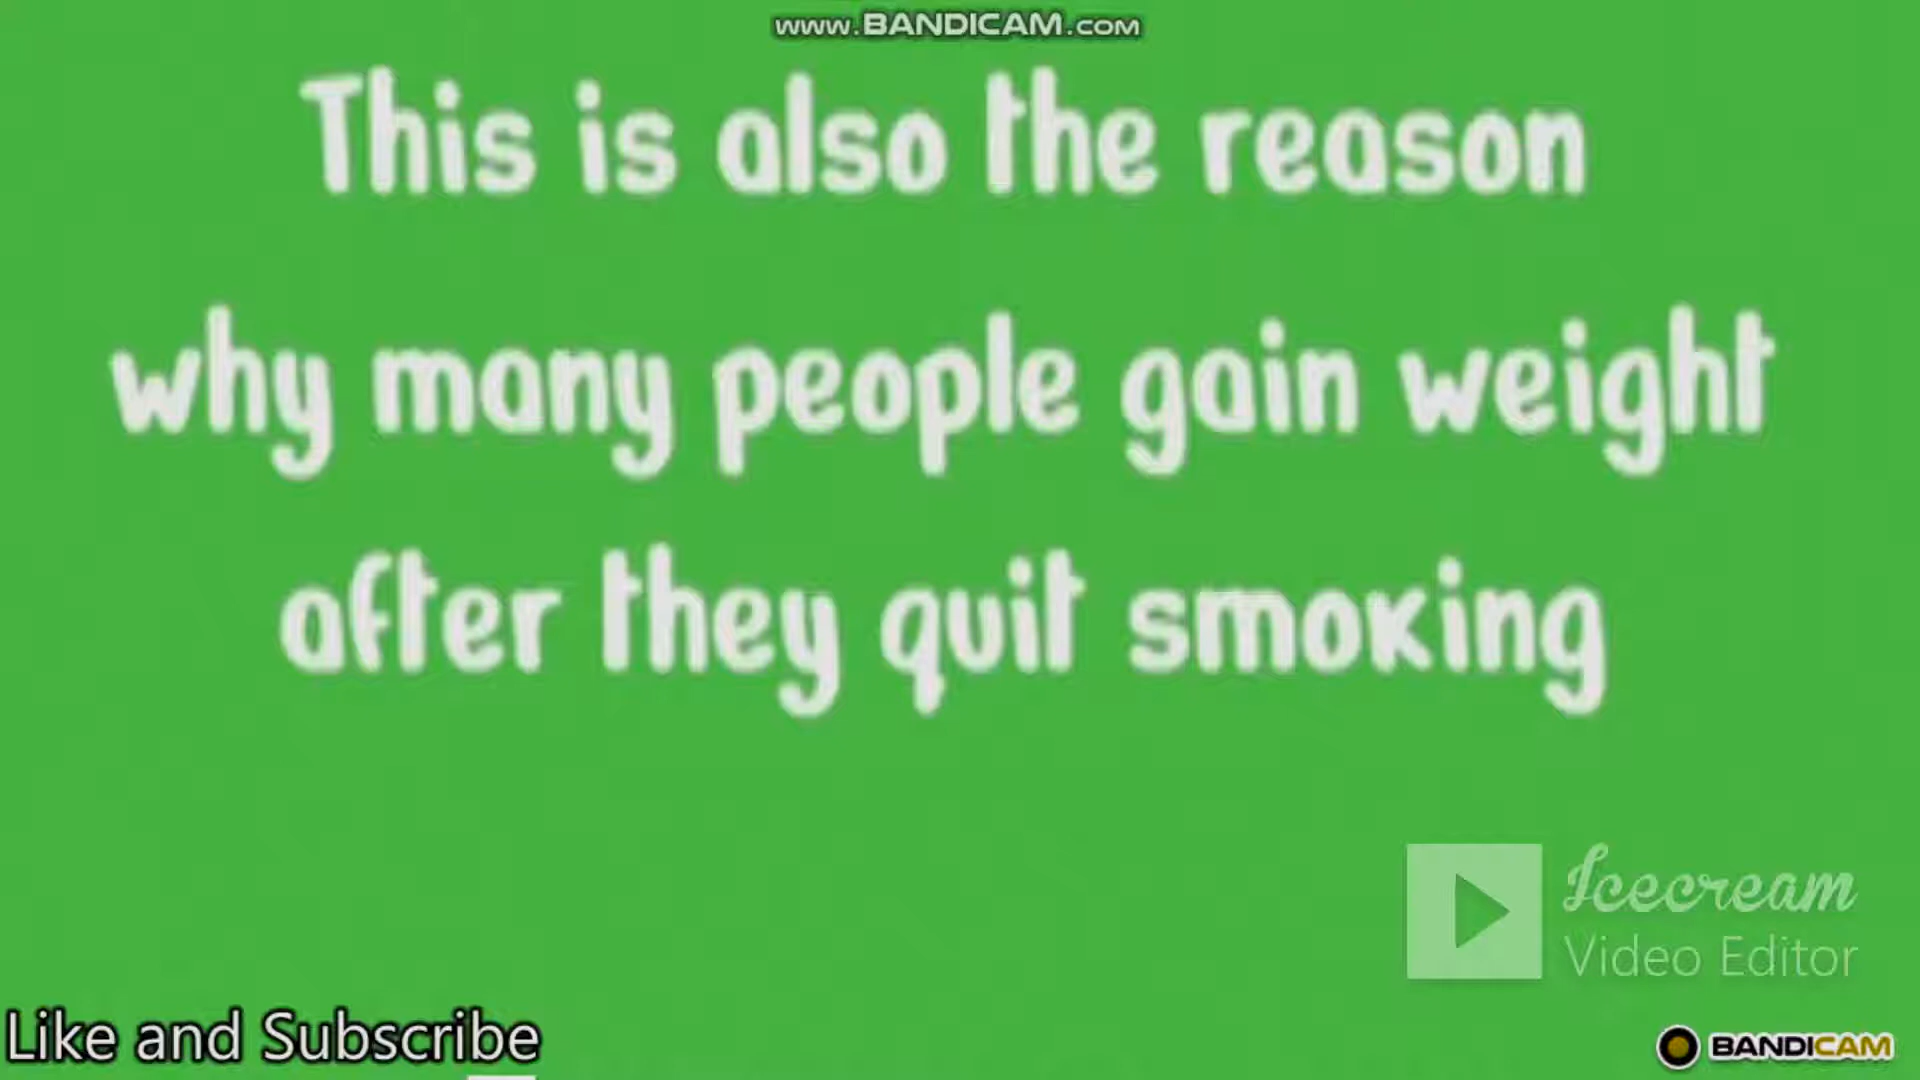 www.BANDICAM.com
This is also the reason
why many people gain weight
after they quit smoking
Icecream
Video Editor
Like and Subscribe
BANDICAM